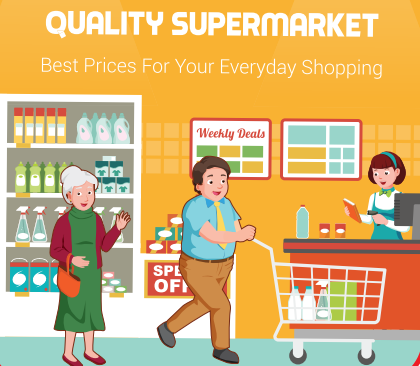 QUALITY SUPERMARKET
Best Prices For Your Everyday Shopping
Weekly Deals